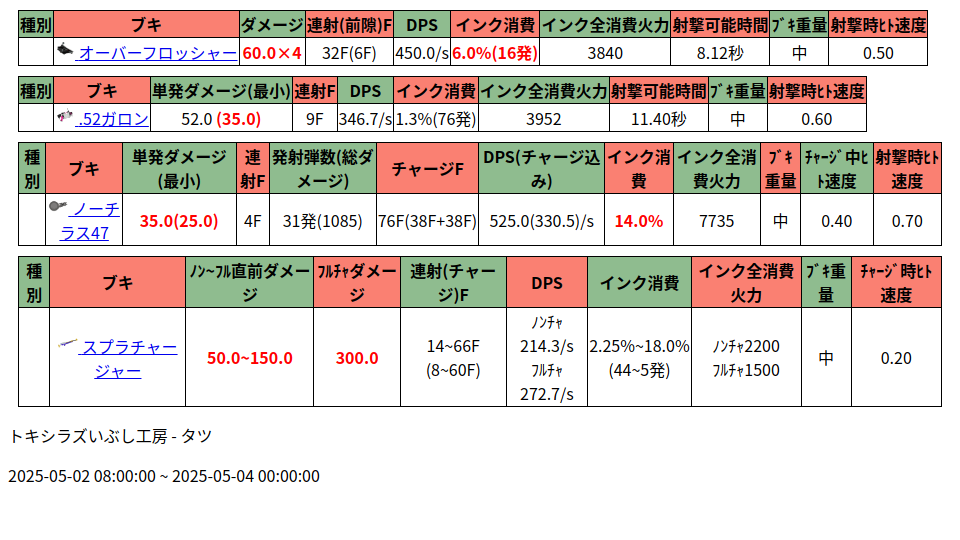 種別 ブキ ダメージ 連射(前隙)F DPS インク消費 インク全消費火力 射撃可能時間 ﾌﾞｷ重量 射撃時ﾋﾄ速度
オーバーフロッシャー 60.0×4 32F(6F) 450.0/s 6.0%(16発) 3840 8.12秒 中 0.50
種別 ブキ 単発ダメージ(最小) 連射F DPS インク消費 インク全消費火力 射撃可能時間 ﾌﾞｷ重量 射撃時ﾋﾄ速度
.52ガロン 52.0 (35.0) 9F 346.7/s 1.3%(76発) 3952 11.40秒 中 0.60
種 ブキ 単発ダメージ 連 発射弾数(総ダ チャージF DPS(チャージ込 インク消 インク全消 ﾌﾞｷ ﾁｬｰｼﾞ中ﾋ 射撃時ﾋﾄ
別 (最小) 射F メージ) み) 費 費火力 重量 ﾄ速度 速度
ノーチ 35.0(25.0) 4F 31発(1085) 76F(38F+38F) 525.0(330.5)/s 14.0% 7735 中 0.40 0.70
ラス47
種 ブキ ﾉﾝ~ﾌﾙ直前ダメー ﾌﾙﾁｬダメー 連射(チャー DPS インク消費 インク全消費 ﾌﾞｷ重 ﾁｬｰｼﾞ時ﾋﾄ
別 ジ ジ ジ)F 火力 量 速度
ﾉﾝﾁｬ
スプラチャー 50.0~150.0 300.0 14~66F 214.3/s 2.25%~18.0% ﾉﾝﾁｬ2200 中 0.20
ジャー (8~60F) ﾌﾙﾁｬ (44~5発) ﾌﾙﾁｬ1500
272.7/s
トキシラズいぶし工房 - タツ
2025-05-02 08:00:00 ~ 2025-05-04 00:00:00